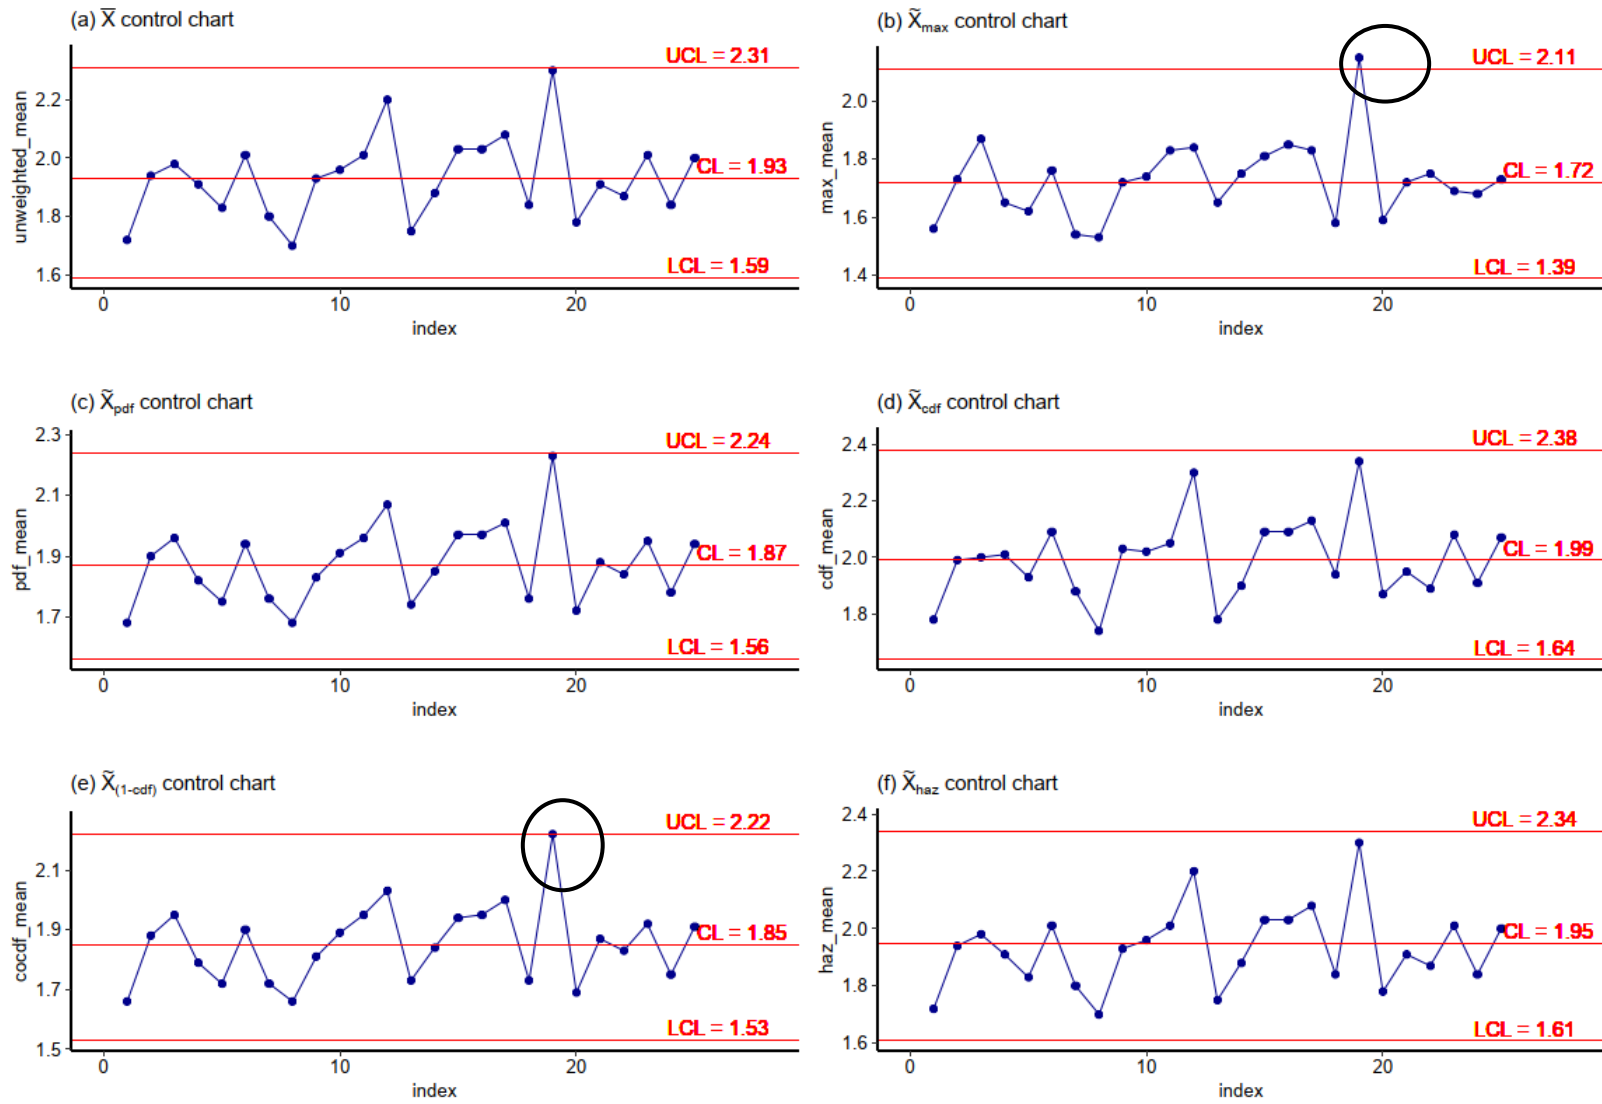 (a) X̅ control chart
UCL = 2.31
2.2
2.0
CL = 1.93
1.8
LCL = 1.59
1.6
unweighted_mean
0 10 20
index
(b) X̃max control chart
UCL = 2.11
2.0
1.8
CL = 1.72
1.6
LCL = 1.39
1.4
max_mean
0 10 20
index
(c) X̃pdf control chart
2.3
UCL = 2.24
2.1
1.9
CL = 1.87
1.7
LCL = 1.56
pdf_mean
0 10 20
index
(d) X̃cdf control chart
2.4
UCL = 2.38
2.2
2.0
CL = 1.99
1.8
LCL = 1.64
cdf_mean
0 10 20
index
(e) X̃(1-cdf) control chart
UCL = 2.22
2.1
1.9
CL = 1.85
1.7
LCL = 1.53
1.5
cocdf_mean
0 10 20
index
(f) X̃haz control chart
2.4
UCL = 2.34
2.2
2.0
CL = 1.95
1.8
LCL = 1.61
1.6
haz_mean
0 10 20
index